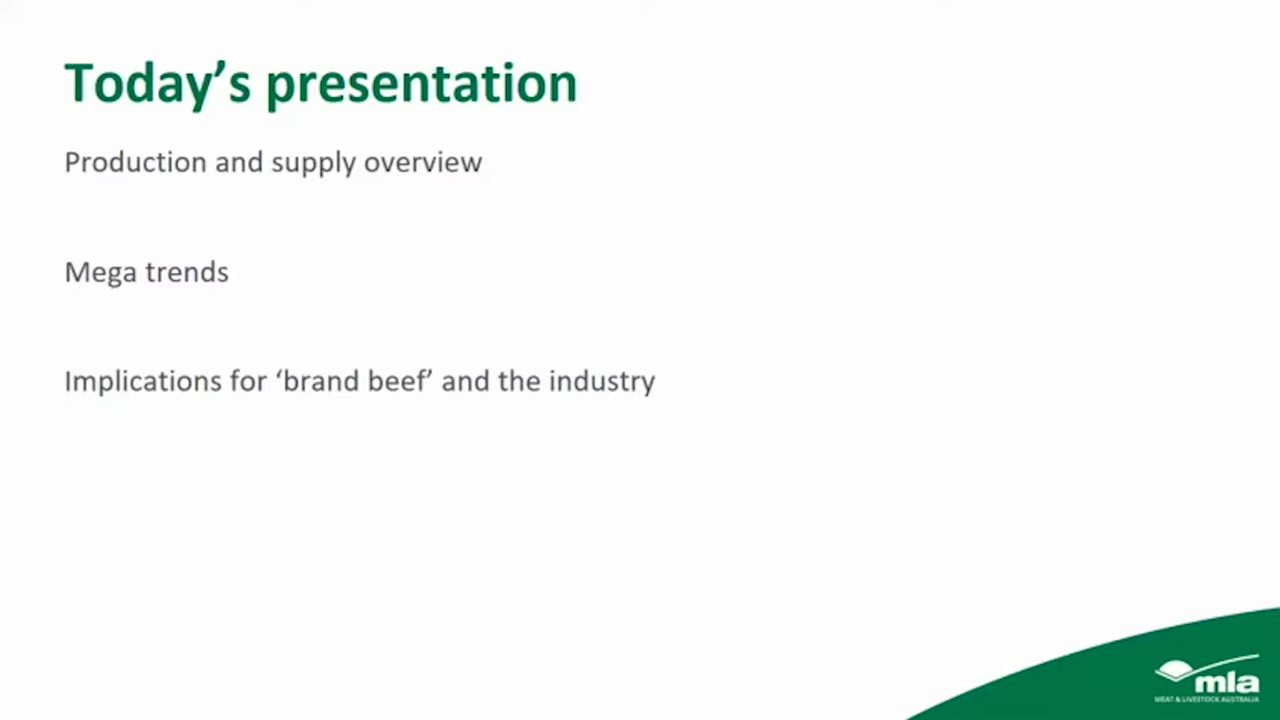 Today’s presentation
Production and supply overview
Mega trends
Implications for ‘brand beef’ and the industry
mla
MEAT & LIVESTOCK AUSTRALIA